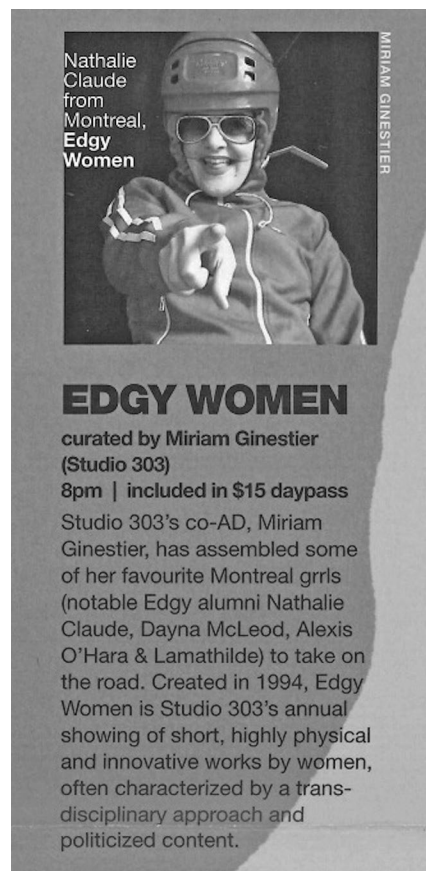 Nathalie
Claude
from
Montreal,
Edgy
Women
MIRIAM GINESTIER
EDGY WOMEN
curated by Miriam Ginestier
(Studio 303)
8pm | included in $15 daypass
Studio 303's co-AD, Miriam
Ginestier, has assembled some
of her favourite Montreal grrls
(notable Edgy alumni Nathalie
Claude, Dayna McLeod, Alexis
O'Hara & Lamathilde) to take on
the road. Created in 1994, Edgy
Women is Studio 303's annual
showing of short, highly physical
and innovative works by women,
often characterized by a trans-
disciplinary approach and
politicized content.